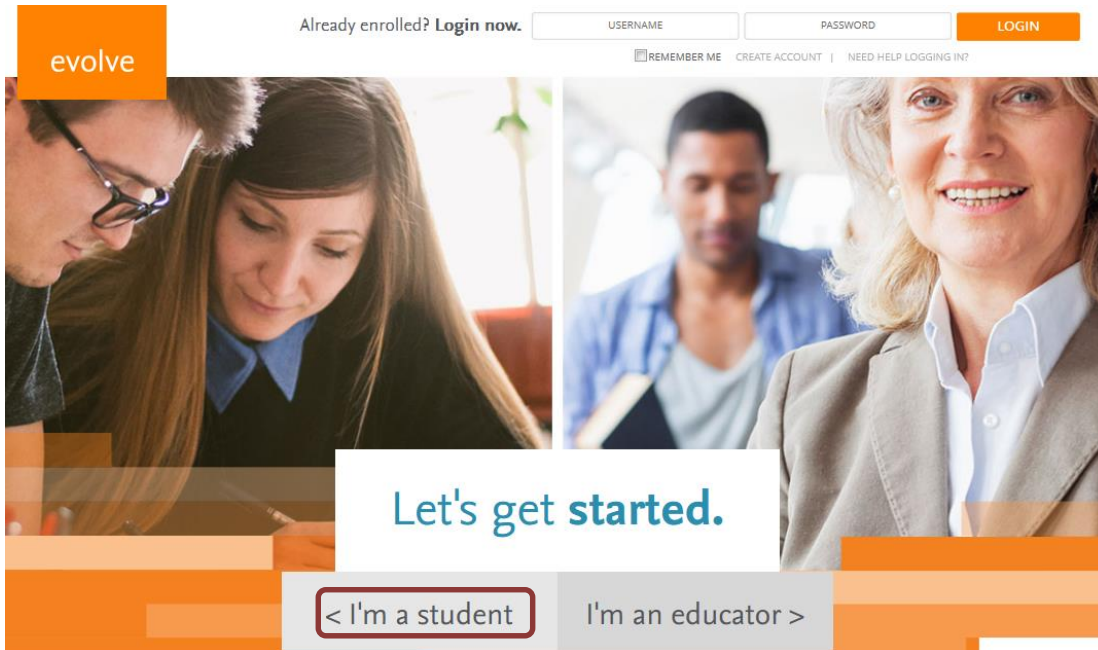 evolve
Already enrolled? Login now.
USERNAME
PASSWORD
LOGIN
REMEMBER ME
CREATE ACCOUNT |
NEED HELP LOGGING IN?
Let's get started.
< I'm a student
I'm an educator >